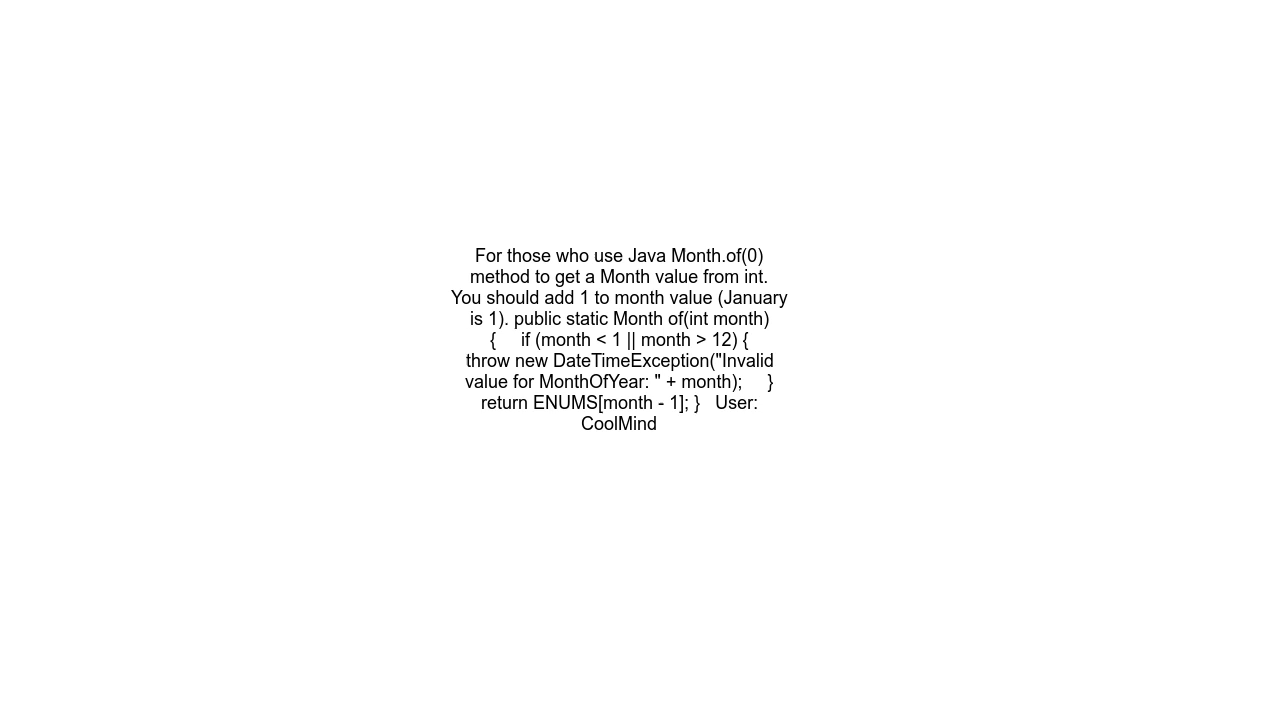 For those who use Java Month.of(0)
method to get a Month value from int.
You should add 1 to month value (January
is 1). public static Month of(int month)
{     if (month < 1 || month > 12) {
throw new DateTimeException("Invalid
value for MonthOfYear: " + month);     }
return ENUMS[month - 1]; }   User:
CoolMind